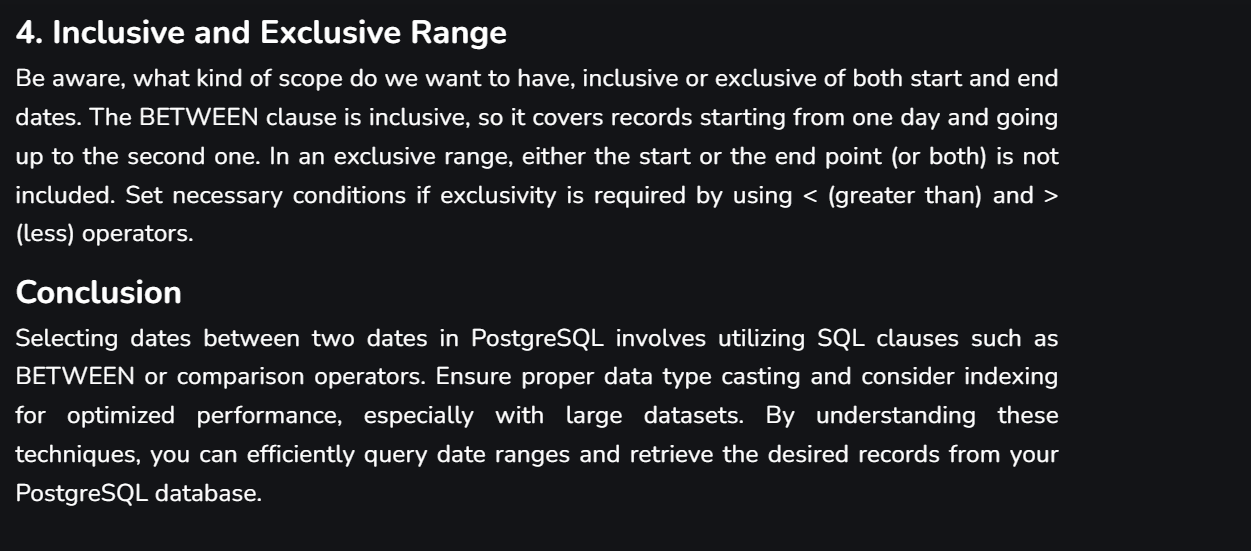 4. Inclusive and Exclusive Range
Be aware, what kind of scope do we want to have, inclusive or exclusive of both start and end
dates. The BETWEEN clause is inclusive, so it covers records starting from one day and going
up to the second one. In an exclusive range, either the start or the end point (or both) is not
included. Set necessary conditions if exclusivity is required by using < (greater than) and >
(less) operators.
Conclusion
Selecting dates between two dates in PostgreSQL involves utilizing SQL clauses such as
BETWEEN or comparison operators. Ensure proper data type casting and consider indexing
for optimized performance, especially with large datasets. By understanding these
techniques, you can efficiently query date ranges and retrieve the desired records from your
PostgreSQL database.